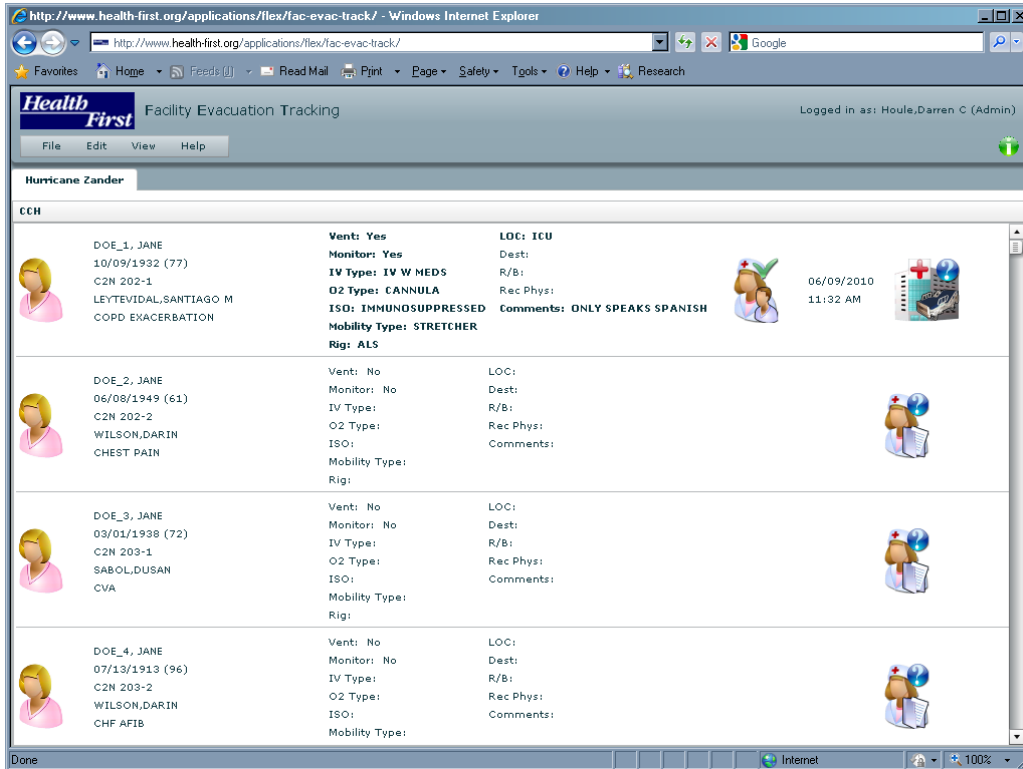 http://www.health-first.org/applications/flex/fac-evac-track/ - Windows Internet Explorer
http://www.health-first.org/applications/flex/fac-evac-track/
Google
Favorites Home Feeds (J) Read Mail Print Page Safety Tools Help Research
Health First Facility Evacuation Tracking Logged in as: Houle,Darren C (Admin)
File Edit View Help
Hurricane Zander
CCH
DOE_1, JANE
10/09/1932 (77)
C2N 202-1
LEYTEVIDAL,SANTIAGO M
COPD EXACERBATION
Vent: Yes
Monitor: Yes
IV Type: IV W MEDS
O2 Type: CANNULA
ISO: IMMUNOSUPPRESSED
Mobility Type: STRETCHER
Rig: ALS
LOC: ICU
Dest:
R/B:
Rec Phys:
Comments: ONLY SPEAKS SPANISH
06/09/2010
11:32 AM
DOE_2, JANE
06/08/1949 (61)
C2N 202-2
WILSON,DARIN
CHEST PAIN
Vent: No
Monitor: No
IV Type:
O2 Type:
ISO:
Mobility Type:
Rig:
LOC:
Dest:
R/B:
Rec Phys:
Comments:
DOE_3, JANE
03/01/1938 (72)
C2N 203-1
SABOL,DUSAN
CVA
Vent: No
Monitor: No
IV Type:
O2 Type:
ISO:
Mobility Type:
Rig:
LOC:
Dest:
R/B:
Rec Phys:
Comments:
DOE_4, JANE
07/13/1913 (96)
C2N 203-2
WILSON,DARIN
CHF AFIB
Vent: No
Monitor: No
IV Type:
O2 Type:
ISO:
Mobility Type:
LOC:
Dest:
R/B:
Rec Phys:
Comments:
Done Internet 100%